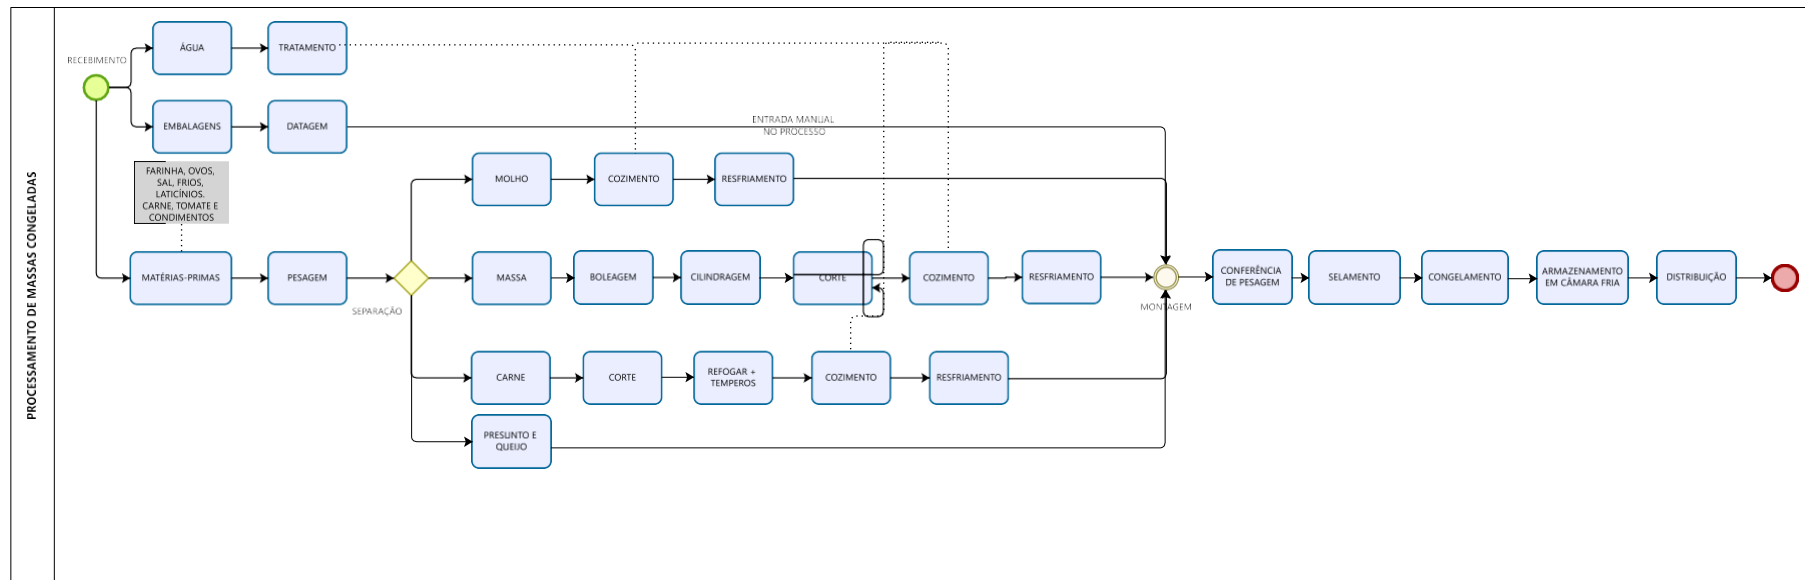 PROCESSAMENTO DE MASSAS CONGELADAS
RECEBIMENTO
ÁGUA
TRATAMENTO
EMBALAGENS
DATAGEM
ENTRADA MANUAL
NO PROCESSO
FARINHA, OVOS,
SAL, FRIOS,
LATICÍNIOS.
CARNE, TOMATE E
CONDIMENTOS
MOLHO
COZIMENTO
RESFRIAMENTO
MATÉRIAS-PRIMAS
PESAGEM
SEPARAÇÃO
MASSA
BOLEAGEM
CILINDRAGEM
CORTE
COZIMENTO
RESFRIAMENTO
MONTAGEM
CONFERÊNCIA
DE PESAGEM
SELAMENTO
CONGELAMENTO
ARMAZENAMENTO
EM CÂMARA FRIA
DISTRIBUIÇÃO
CARNE
CORTE
REFOGAR +
TEMPEROS
COZIMENTO
RESFRIAMENTO
PRESUNTO E
QUEIJO